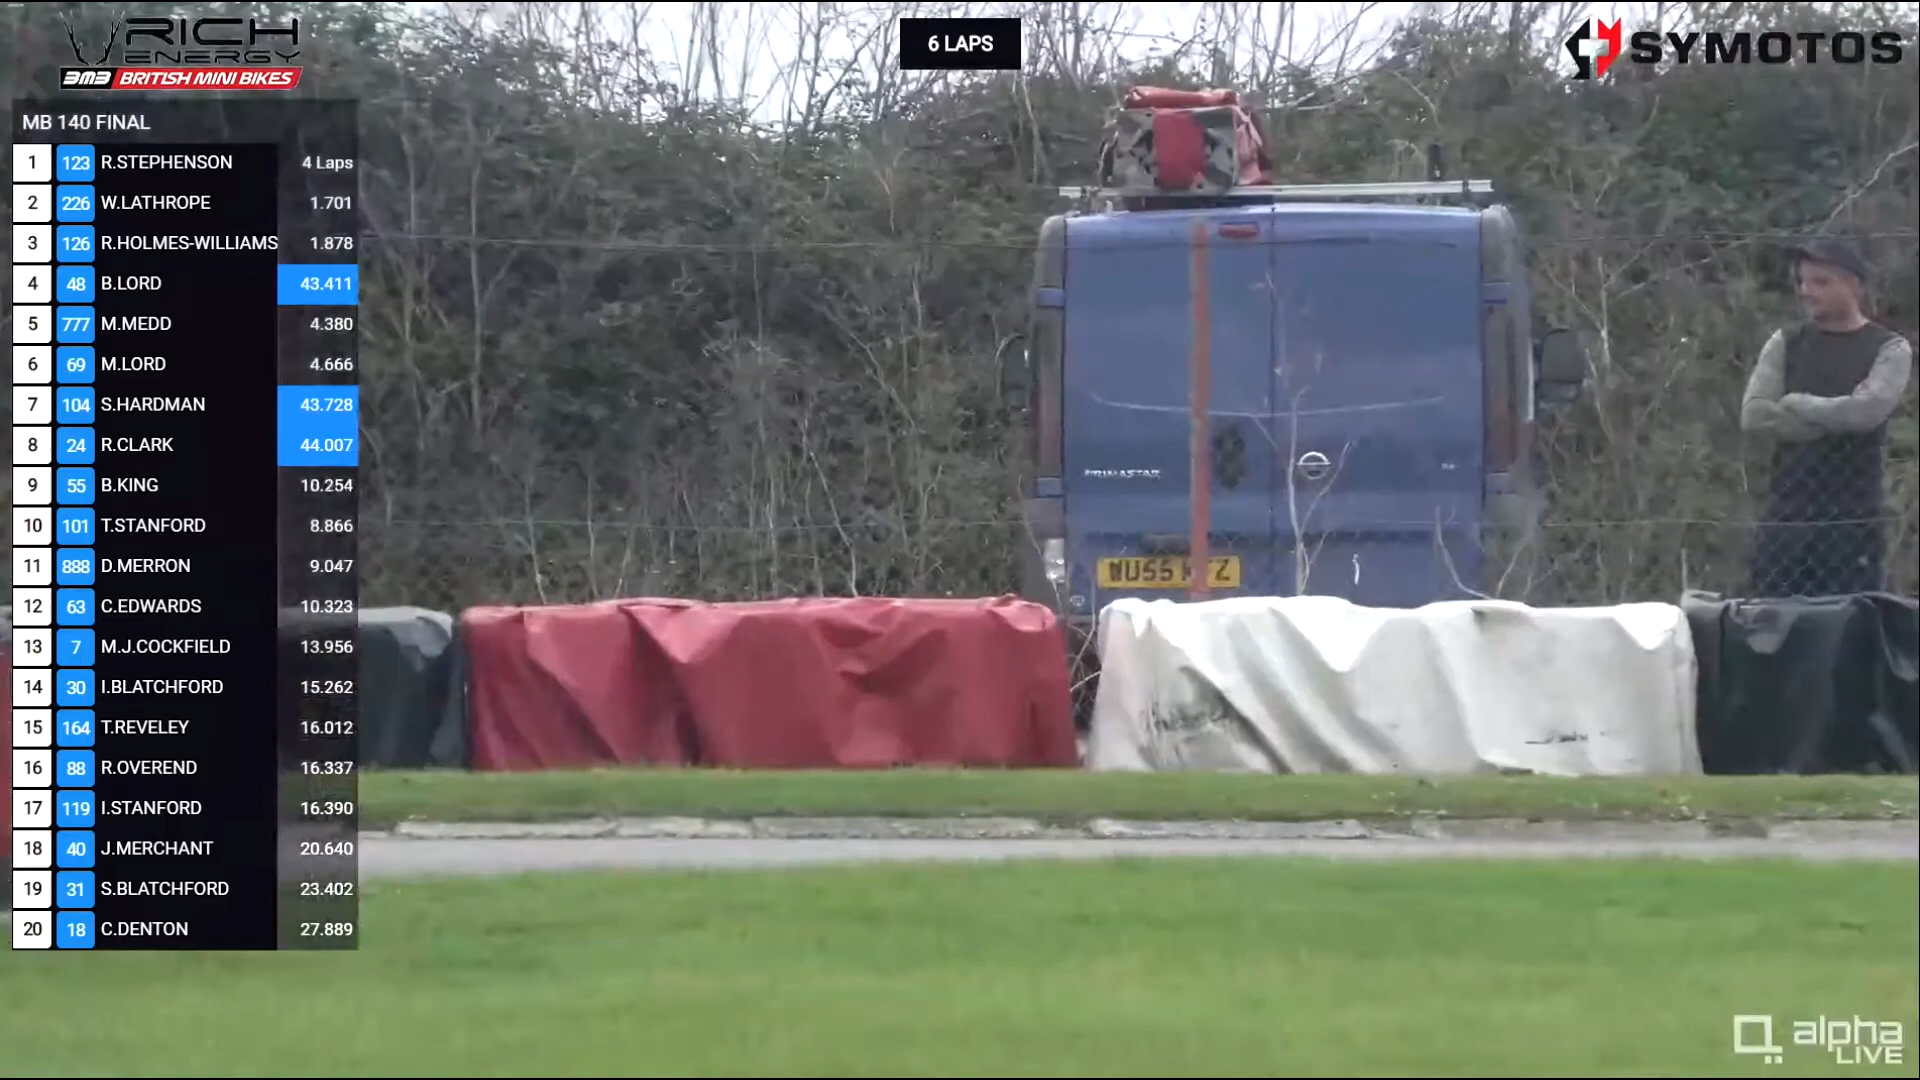 RICH
ENERGY
BMB BRITISH MINI BIKES
6 LAPS
SYMOTOS
MB 140 FINAL
1 123 R.STEPHENSON 4 Laps
2 226 W.LATHROPE 1.701
3 126 R.HOLMES-WILLIAMS 1.878
4 48 B.LORD 43.411
5 777 M.MEDD 4.380
6 69 M.LORD 4.666
7 104 S.HARDMAN 43.728
8 24 R.CLARK 44.007
9 55 B.KING 10.254
10 101 T.STANFORD 8.866
11 888 D.MERRON 9.047
12 63 C.EDWARDS 10.323
13 7 M.J.COCKFIELD 13.956
14 30 I.BLATCHFORD 15.262
15 164 T.REVELEY 16.012
16 88 R.OVEREND 16.337
17 119 I.STANFORD 16.390
18 40 J.MERCHANT 20.640
19 31 S.BLATCHFORD 23.402
20 18 C.DENTON 27.889
PRIMASTAR
WU55
alpha
LIVE